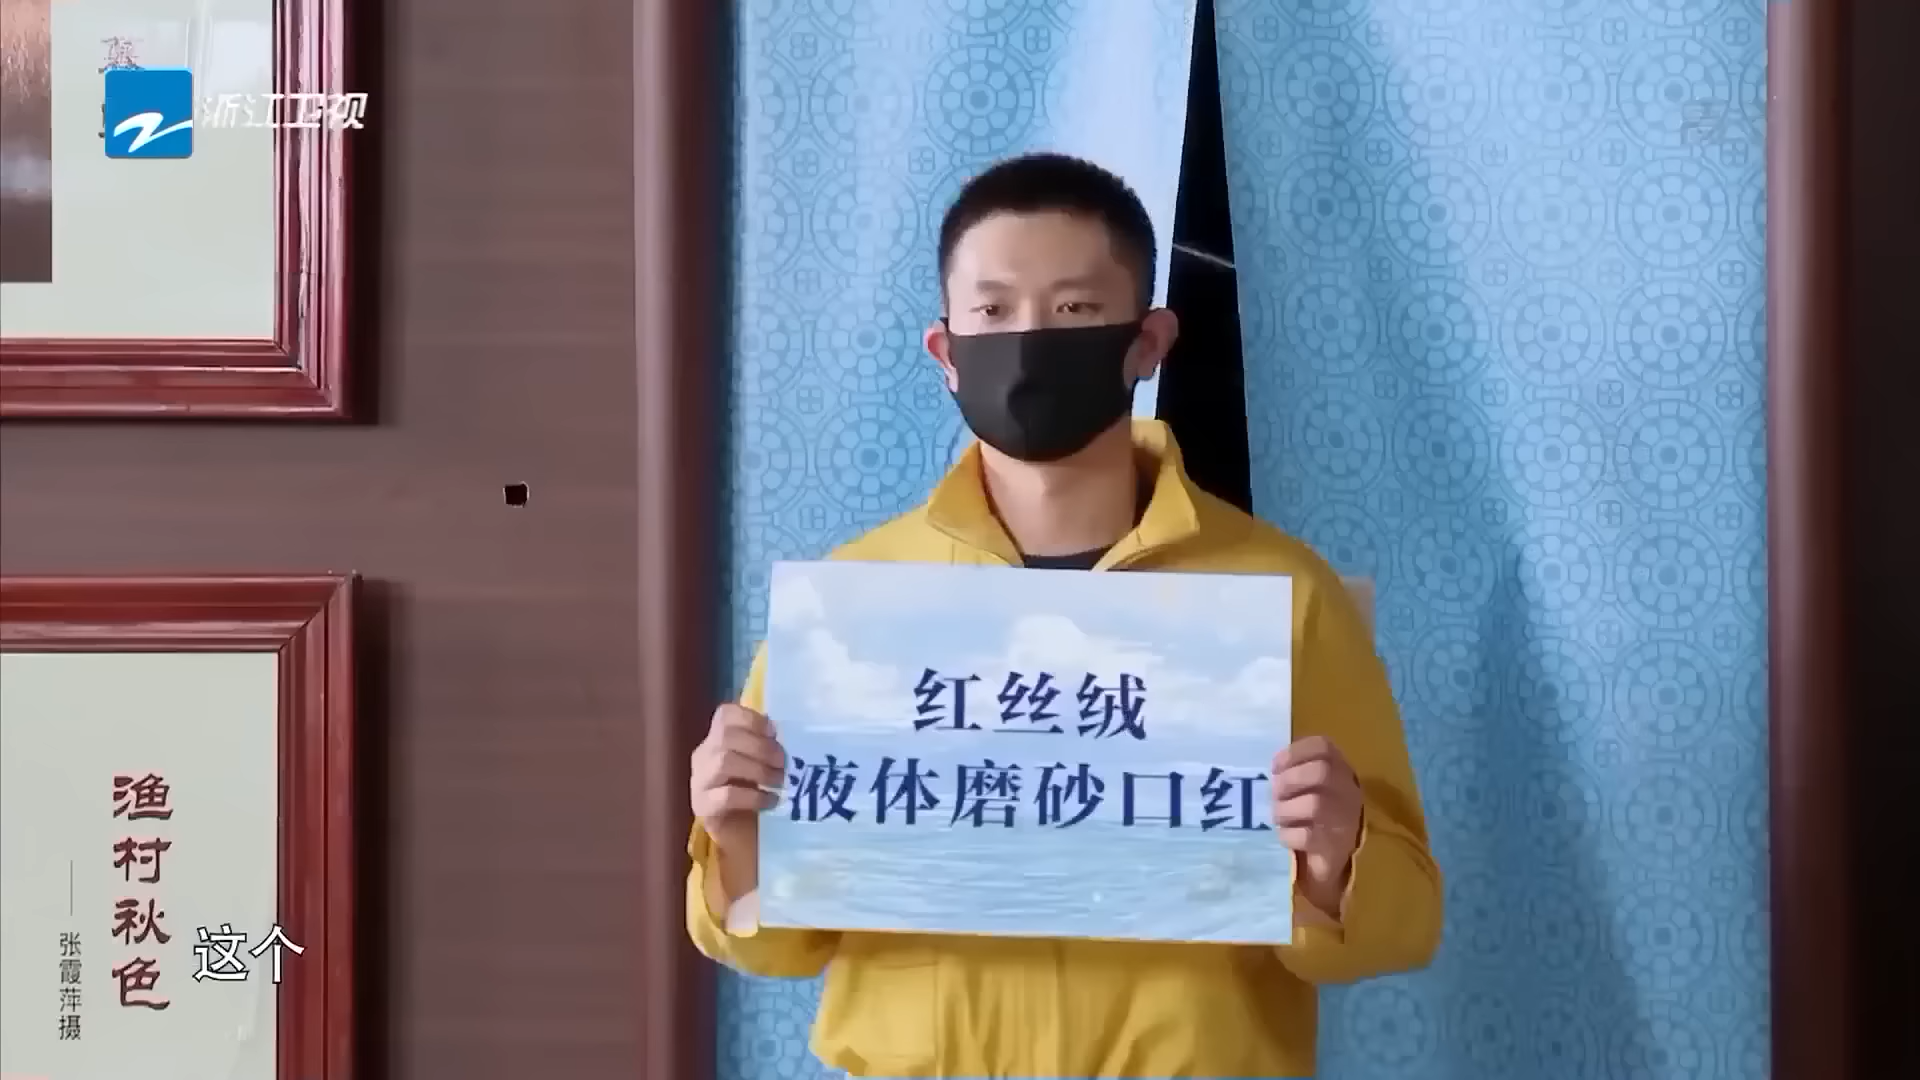 浙江卫视
红丝绒
液体磨砂口红
渔村秋色
——张霞萍摄
这个